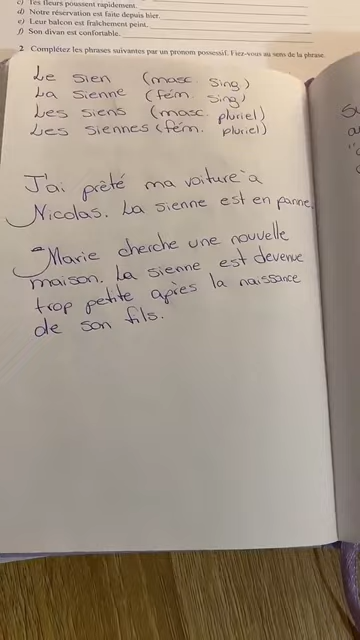 c) Tes fleurs poussent rapidement.
d) Notre réservation est faite depuis hier.
e) Leur balcon est fraîchement peint.
f) Son divan est confortable.
2 Complétez les phrases suivantes par un pronom possessif. Fiez-vous au sens de la phrase.
Le sien (masc. sing.)
La sienne (fém. sing)
Les siens (masc. pluriel)
Les siennes (fém. pluriel)
J'ai prêté ma voiture à
Nicolas. La sienne est en panne.
Marie cherche une nouvelle
maison. La sienne est devenue
trop petite après la naissance
de son fils.